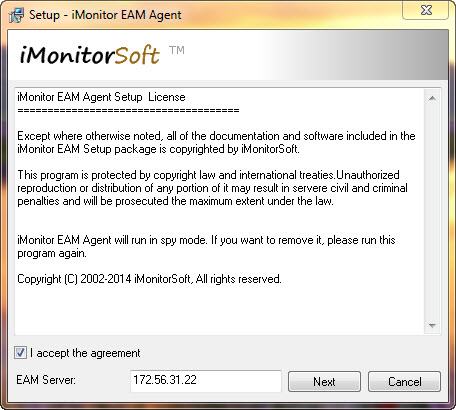 Setup - iMonitor EAM Agent
iMonitorSoft TM
iMonitor EAM Agent Setup License
=====================================
Except where otherwise noted, all of the documentation and software included in the
iMonitor EAM Setup package is copyrighted by iMonitorSoft.
This program is protected by copyright law and international treaties.Unauthorized
reproduction or distribution of any portion of it may result in servere civil and criminal
penalties and will be prosecuted the maximum extent under the law.
iMonitor EAM Agent will run in spy mode. If you want to remove it, please run this
program again.
Copyright (C) 2002-2014 iMonitorSoft, All rights reserved.
I accept the agreement
EAM Server: 172.56.31.22 Next Cancel